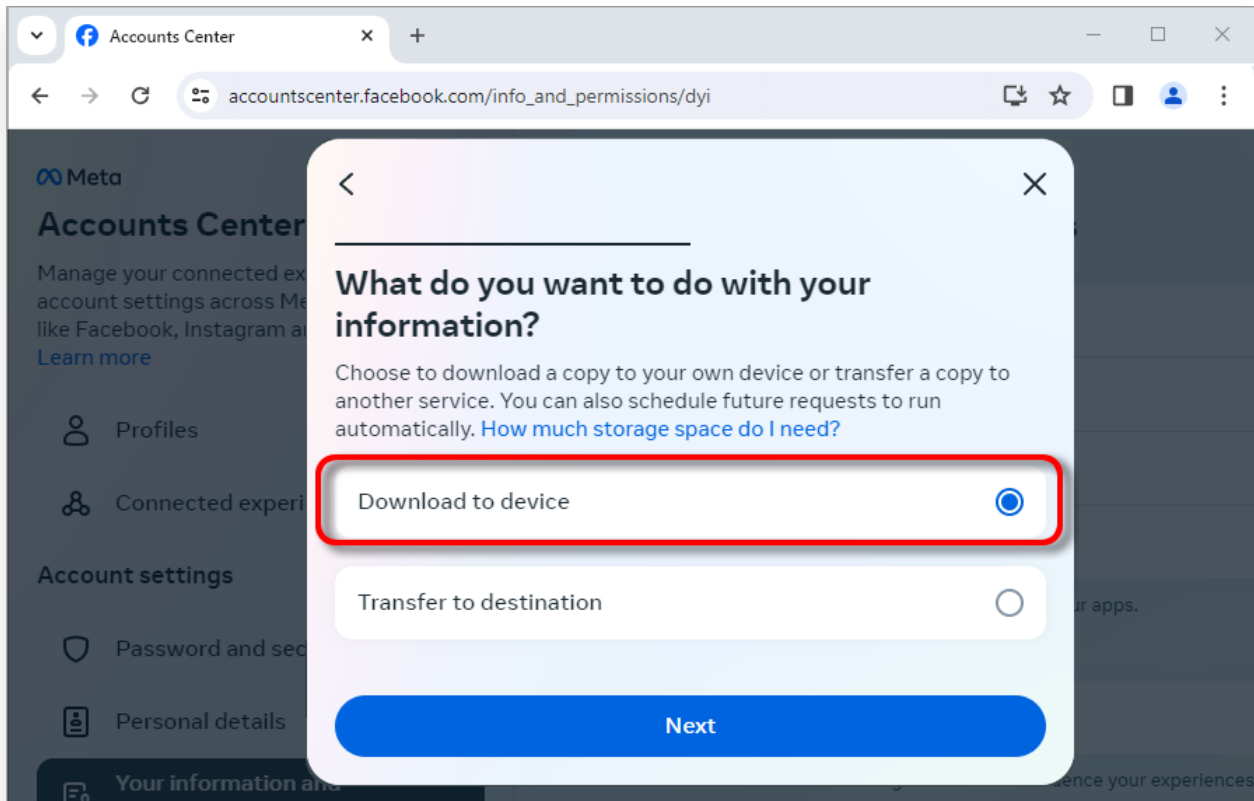 Accounts Center
accountscenter.facebook.com/info_and_permissions/dyi
Meta
Accounts Center
Manage your connected ex
account settings across Me
like Facebook, Instagram a
Learn more
Profiles
Connected experi
Account settings
Password and sec
Personal details
Your information and
What do you want to do with your
information?
Choose to download a copy to your own device or transfer a copy to
another service. You can also schedule future requests to run
automatically. How much storage space do I need?
Download to device
Transfer to destination
Next
ur apps.
ence your experiences